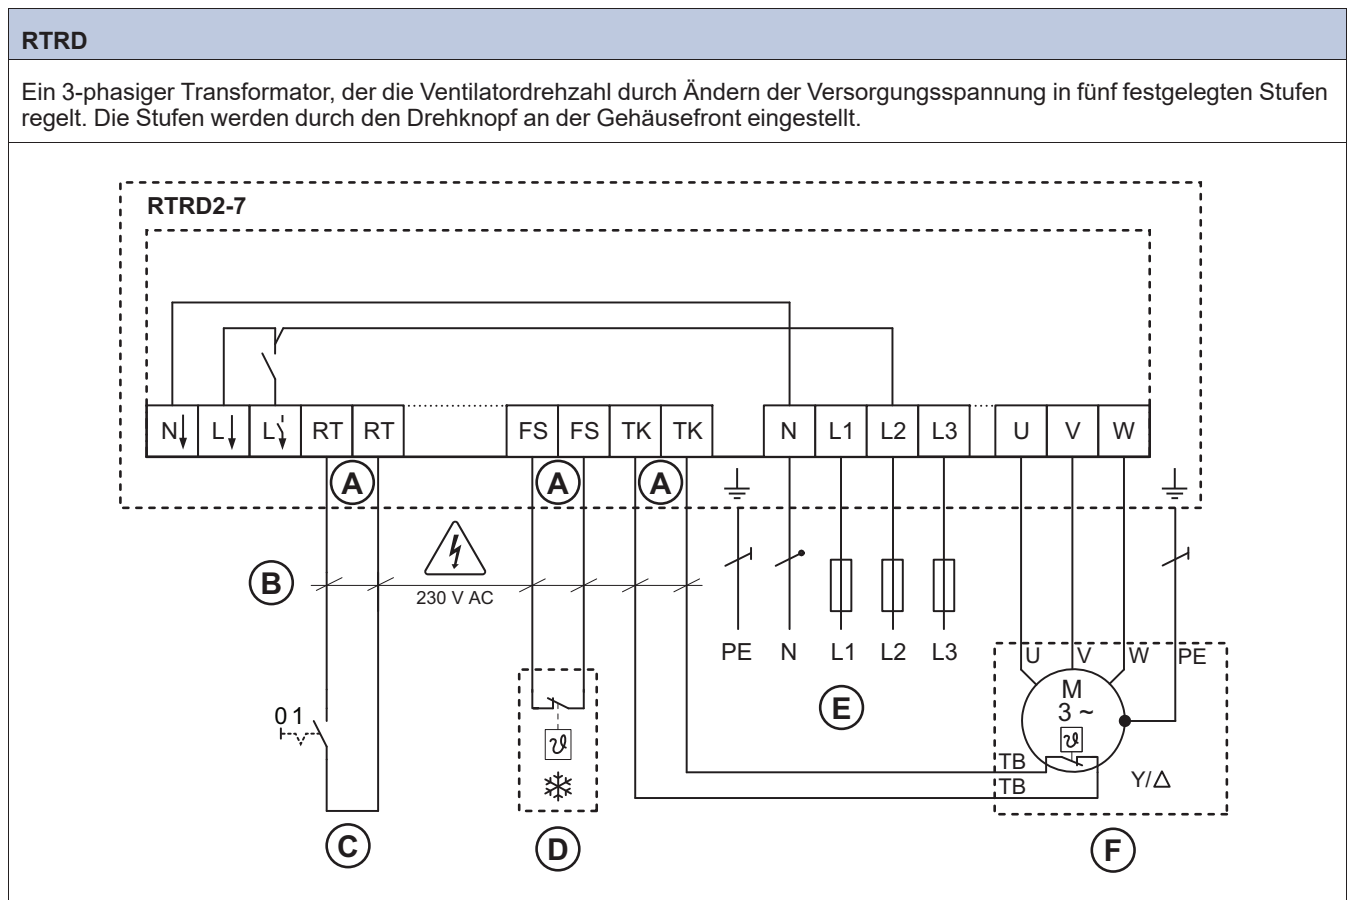 RTRD
Ein 3-phasiger Transformator, der die Ventilatordrehzahl durch Ändern der Versorgungsspannung in fünf festgelegten Stufen
regelt. Die Stufen werden durch den Drehknopf an der Gehäusefront eingestellt.
RTRD2-7
N L L RT RT FS FS TK TK N L1 L2 L3 U V W
A A A
B
230 V AC
PE N L1 L2 L3
U V W PE
E
M
3 ~
ϑ
0 1
ϑ
TB
TB
Y/Δ
C D F